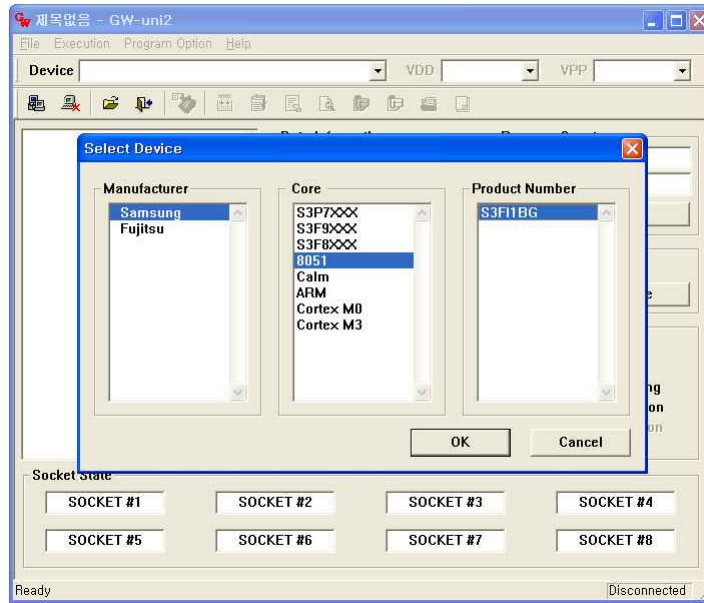 제목없음 - GW-uni2
File Execution Program Option Help
Device VDD VPP
Select Device
Manufacturer Core Product Number
Samsung S3P7XXX S3FI1BG
Fujitsu S3F9XXX
S3F8XXX
8051
Calm
ARM
Cortex M0
Cortex M3
ng
on
on
OK Cancel
Socket State
SOCKET #1 SOCKET #2 SOCKET #3 SOCKET #4
SOCKET #5 SOCKET #6 SOCKET #7 SOCKET #8
Ready Disconnected